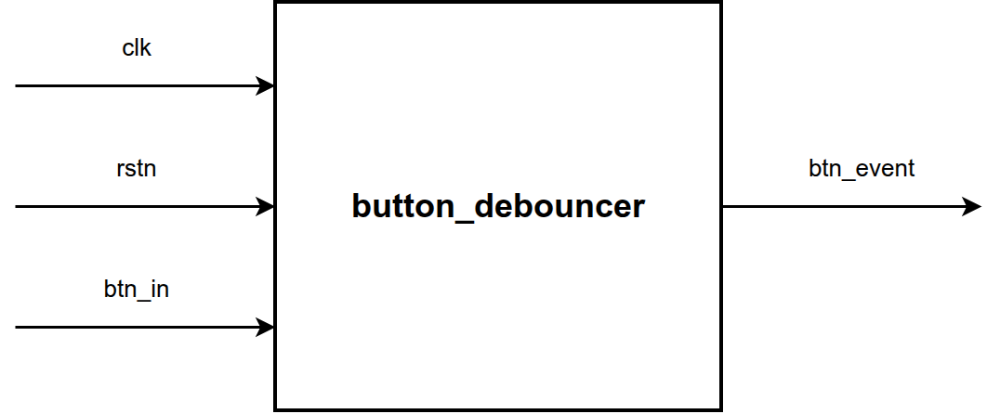 clk
rstn
btn_in
button_debouncer
btn_event